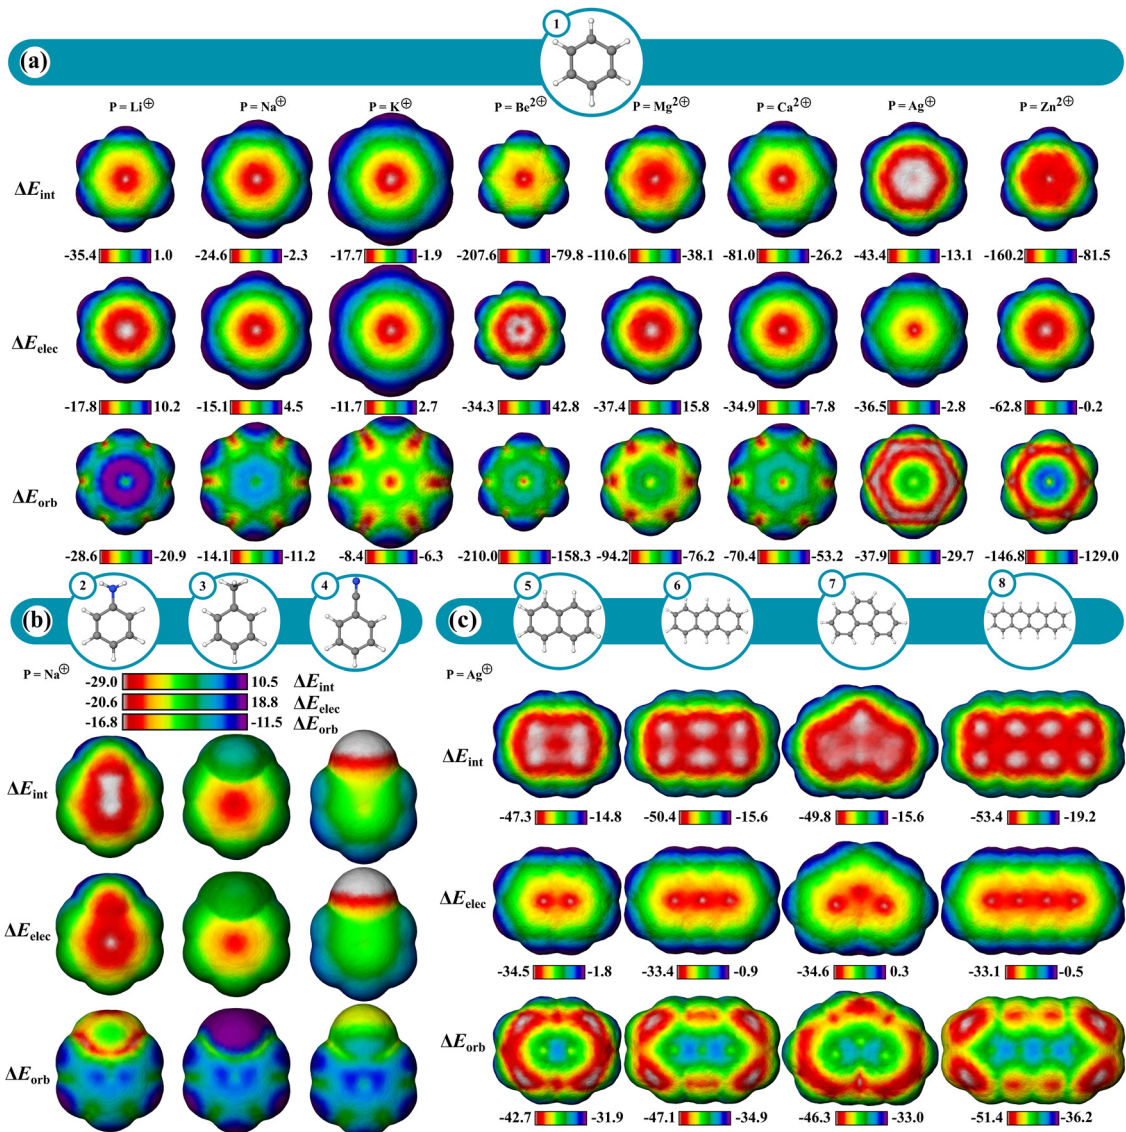 1
(a)
P = Li⊕ P = Na⊕ P = K⊕ P = Be2⊕ P = Mg2⊕ P = Ca2⊕ P = Ag⊕ P = Zn2⊕
ΔEint
-35.4 1.0 -24.6 -2.3 -17.7 -1.9 -207.6 -79.8 -110.6 -38.1 -81.0 -26.2 -43.4 -13.1 -160.2 -81.5
ΔEelec
-17.8 10.2 -15.1 4.5 -11.7 2.7 -34.3 42.8 -37.4 15.8 -34.9 -7.8 -36.5 -2.8 -62.8 -0.2
ΔEorb
-28.6 -20.9 -14.1 -11.2 -8.4 -6.3 -210.0 -158.3 -94.2 -76.2 -70.4 -53.2 -37.9 -29.7 -146.8 -129.0
(b) 2 3 4
P = Na⊕
-29.0 10.5 ΔEint
-20.6 18.8 ΔEelec
-16.8 -11.5 ΔEorb
ΔEint
ΔEelec
ΔEorb
(c) 5 6 7 8
P = Ag⊕
ΔEint
-47.3 -14.8 -50.4 -15.6 -49.8 -15.6 -53.4 -19.2
ΔEelec
-34.5 -1.8 -33.4 -0.9 -34.6 0.3 -33.1 -0.5
ΔEorb
-42.7 -31.9 -47.1 -34.9 -46.3 -33.0 -51.4 -36.2